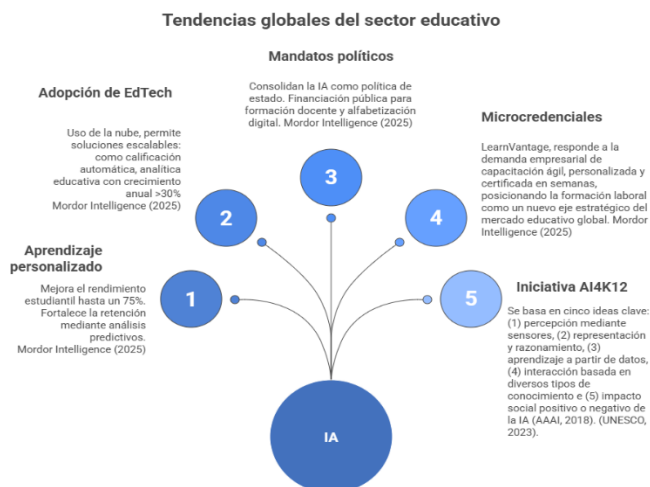 Tendencias globales del sector educativo
Aprendizaje
personalizado
Mejora el rendimiento
estudiantil hasta un 75%.
Fortalece la retención
mediante análisis
predictivos.
Mordor Intelligence (2025)
1
Adopción de EdTech
Uso de la nube, permite
soluciones escalables:
como calificación
automática, analítica
educativa con crecimiento
anual >30%
Mordor Intelligence (2025)
2
Mandatos políticos
Consolidan la IA como política de
estado. Financiación pública para
formación docente y alfabetización
digital. Mordor Intelligence (2025)
3
Microcredenciales
LearnVantage, responde a la
demanda empresarial de
capacitación ágil, personalizada y
certificada en semanas,
posicionando la formación laboral
como un nuevo eje estratégico del
mercado educativo global. Mordor
Intelligence (2025)
4
Iniciativa AI4K12
Se basa en cinco ideas clave:
(1) percepción mediante
sensores, (2) representación
y razonamiento, (3)
aprendizaje a partir de datos,
(4) interacción basada en
diversos tipos de
conocimiento e (5) impacto
social positivo o negativo de
la IA (AAAI, 2018). (UNESCO,
2023).
5
IA